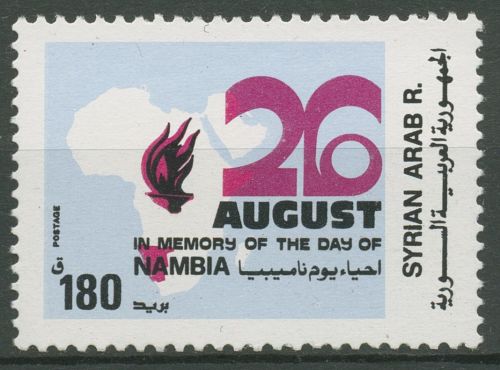 26
AUGUST
IN MEMORY OF THE DAY OF
NAMBIA احياء يوم ناميبيا
POSTAGE
180 ق
بريد
SYRIAN ARAB R.
الجمهورية العربية السورية